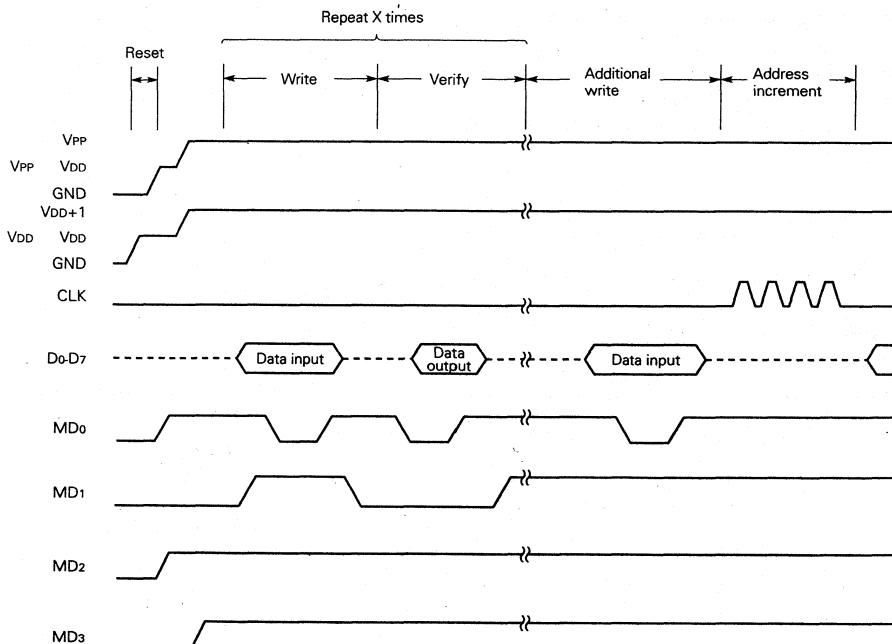 Repeat X times
Reset
Write
Verify
Additional
write
Address
increment
VPP
VPP VDD
GND
VDD+1
VDD VDD
GND
CLK
D0-D7
Data input
Data
output
Data input
MD0
MD1
MD2
MD3